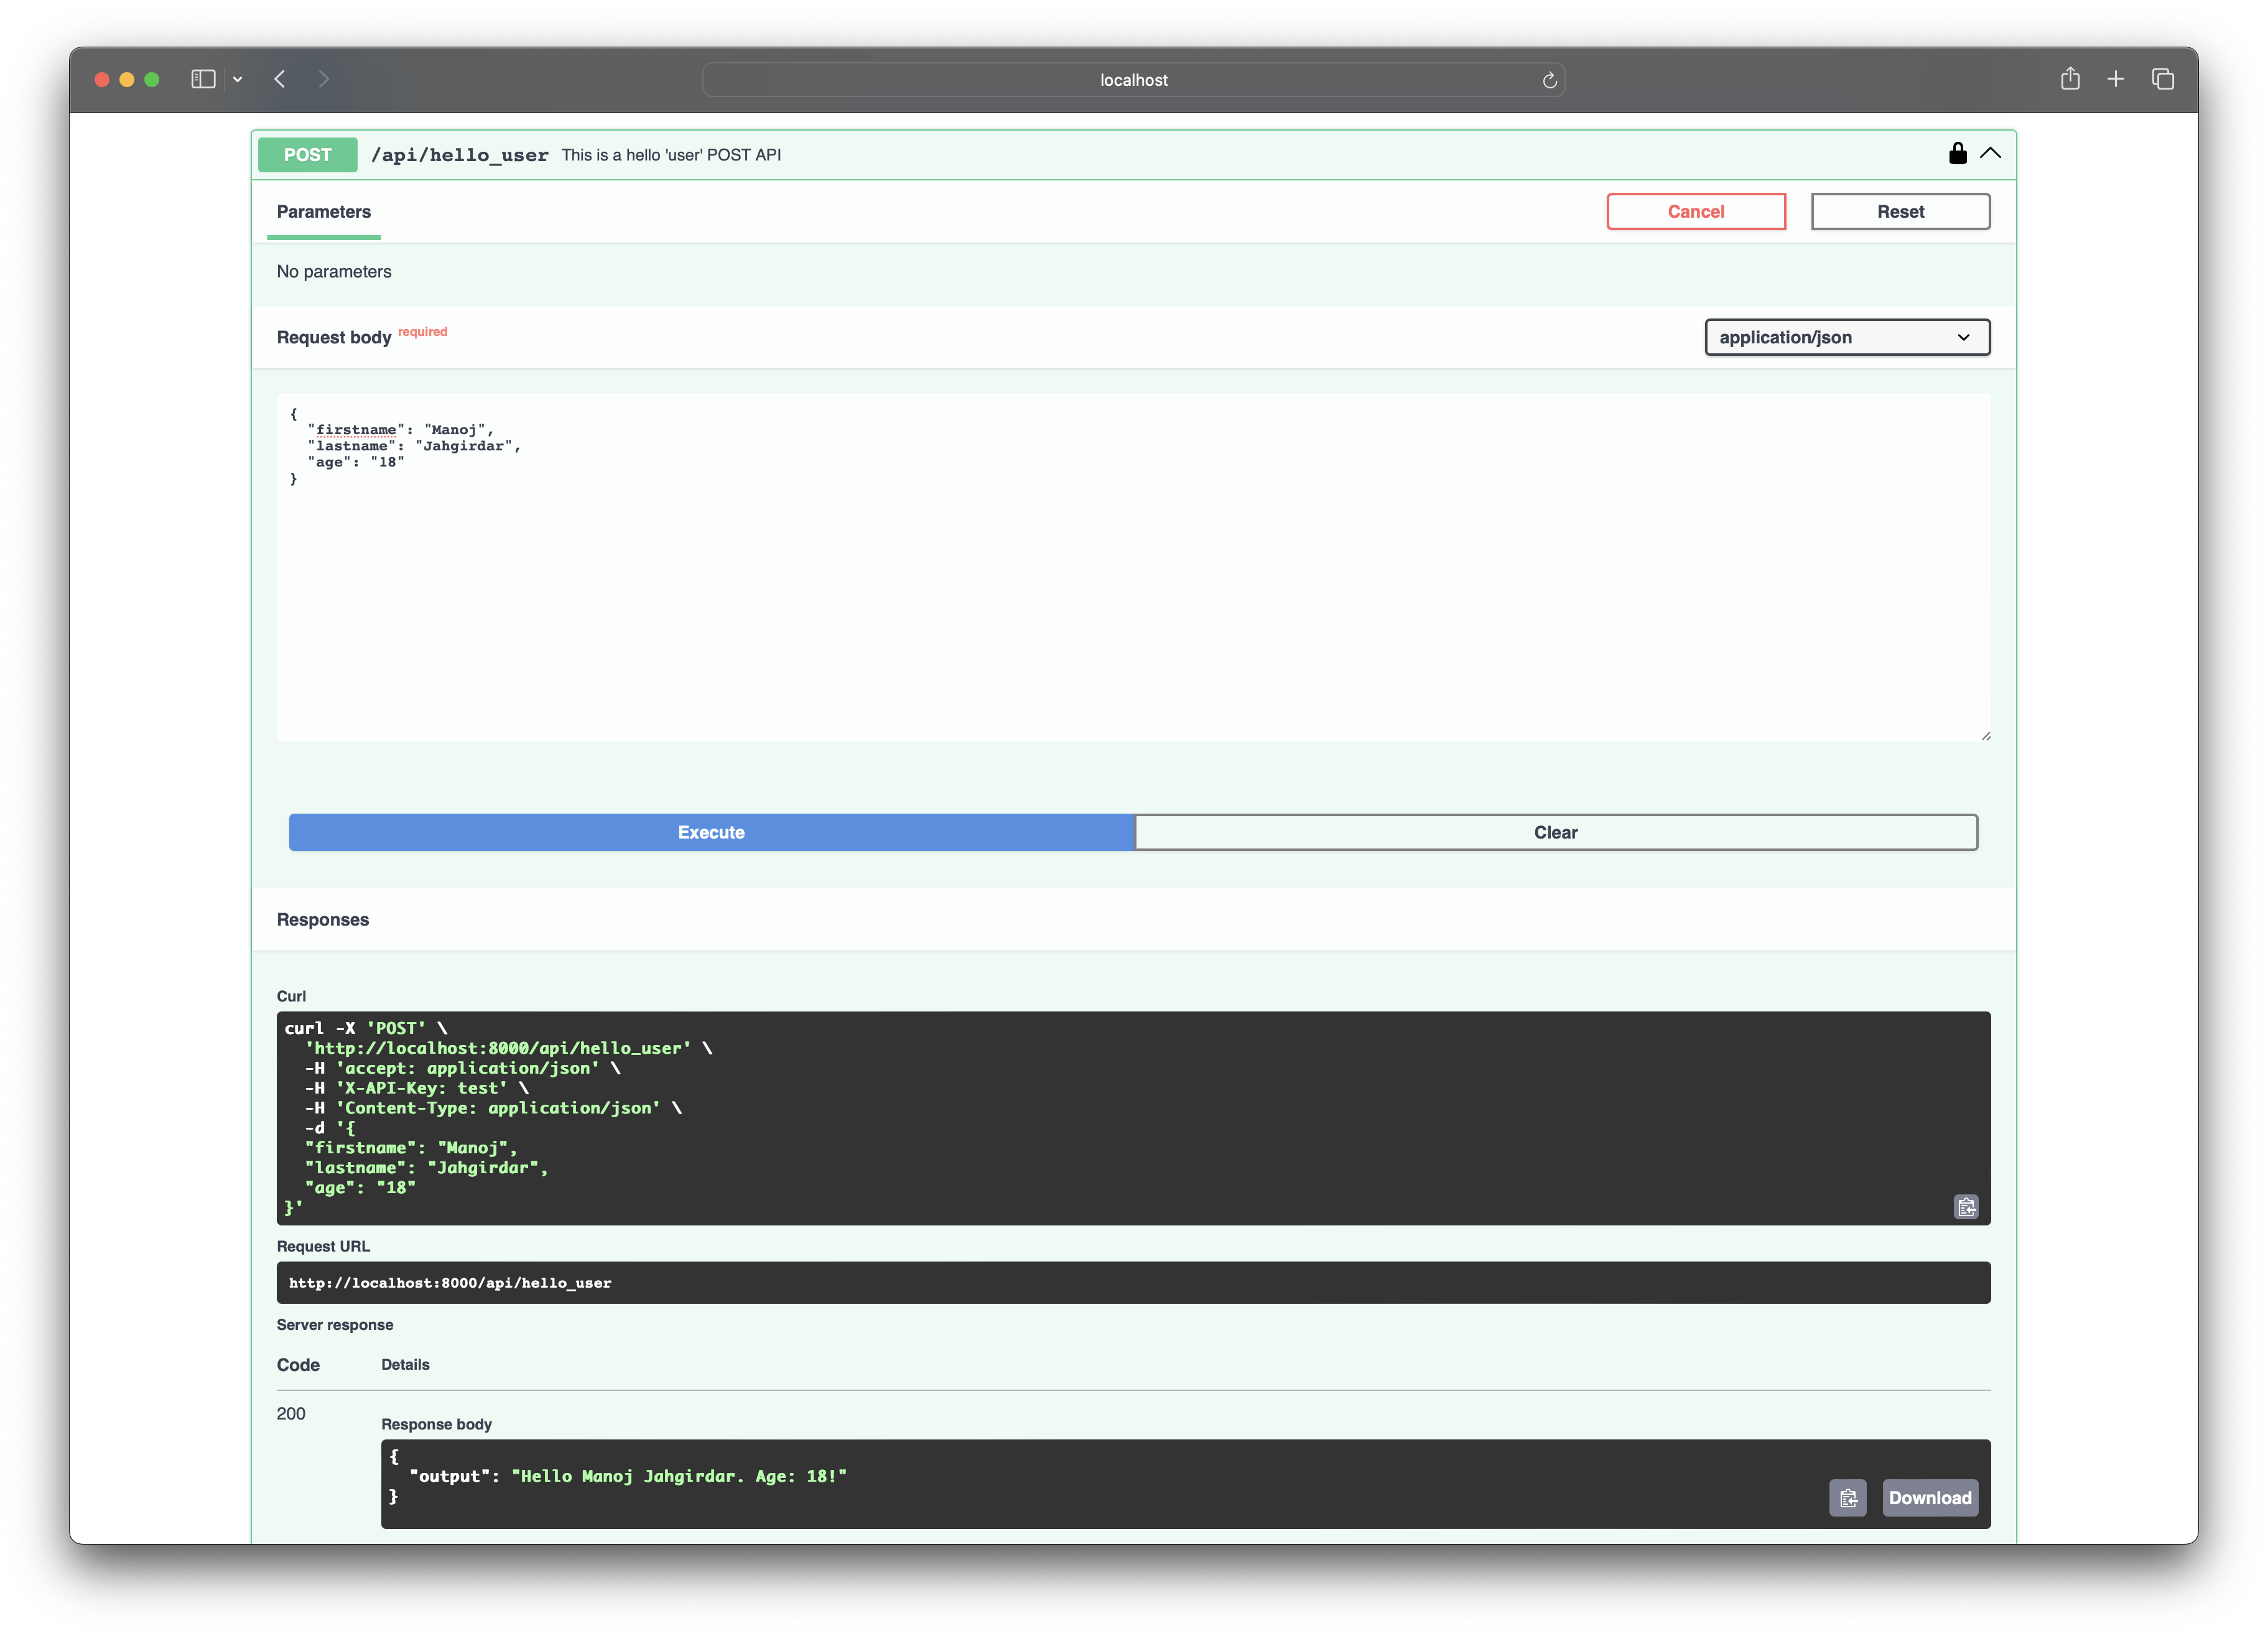 localhost
POST /api/hello_user This is a hello 'user' POST API
Parameters
Cancel
Reset
No parameters
Request body required
application/json
{
  "firstname": "Manoj",
  "lastname": "Jahgirdar",
  "age": "18"
}
Execute
Clear
Responses
Curl
curl -X 'POST' \
  'http://localhost:8000/api/hello_user' \
  -H 'accept: application/json' \
  -H 'X-API-Key: test' \
  -H 'Content-Type: application/json' \
  -d '{
  "firstname": "Manoj",
  "lastname": "Jahgirdar",
  "age": "18"
}'
Request URL
http://localhost:8000/api/hello_user
Server response
Code Details
200
Response body
{
  "output": "Hello Manoj Jahgirdar. Age: 18!"
}
Download